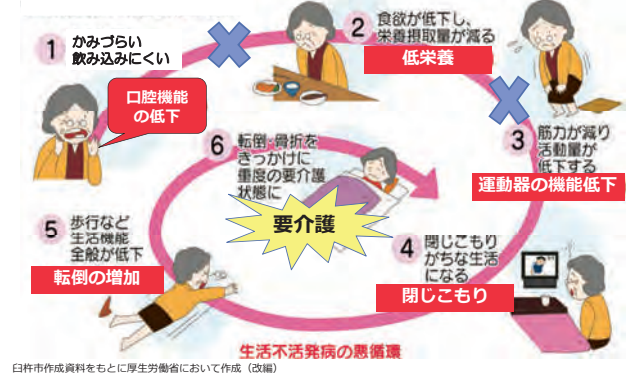 1 かみづらい
飲み込みにくい
口腔機能
の低下
2 食欲が低下し、
栄養摂取量が減る
低栄養
3 筋力が減り
活動量が
低下する
運動器の機能低下
4 閉じこもり
がちな生活
になる
閉じこもり
5 歩行など
生活機能
全般が低下
転倒の増加
6 転倒・骨折を
きっかけに
重度の要介護
状態に
要介護
生活不活発病の悪循環
臼杵市作成資料をもとに厚生労働省において作成（改編）